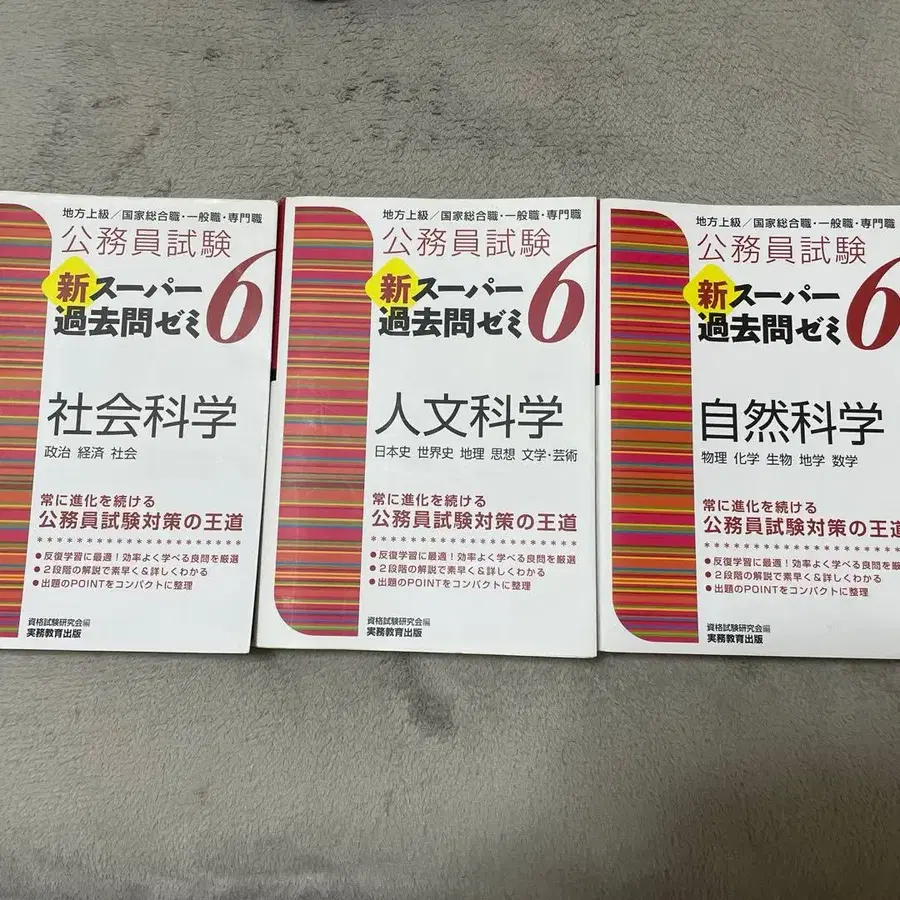 地方上級／国家総合職・一般職・専門職
公務員試験
新スーパー
過去問ゼミ6
社会科学
政治 経済 社会
常に進化を続ける
公務員試験対策の王道
●反復学習に最適！効率よく学べる良問を厳選
●2段階の解説で素早く＆詳しくわかる
●出題のPOINTをコンパクトに整理
資格試験研究会編
実務教育出版
地方上級／国家総合職・一般職・専門職
公務員試験
新スーパー
過去問ゼミ6
人文科学
日本史 世界史 地理 思想 文学・芸術
常に進化を続ける
公務員試験対策の王道
●反復学習に最適！効率よく学べる良問を厳選
●2段階の解説で素早く＆詳しくわかる
●出題のPOINTをコンパクトに整理
資格試験研究会編
実務教育出版
地方上級／国家総合職・一般職・専門職
公務員試験
新スーパー
過去問ゼミ6
自然科学
物理 化学 生物 地学 数学
常に進化を続ける
公務員試験対策の王道
●反復学習に最適！効率よく学べる良問を厳
●2段階の解説で素早く＆詳しくわかる
●出題のPOINTをコンパクトに整理
資格試験研究会編
実務教育出版